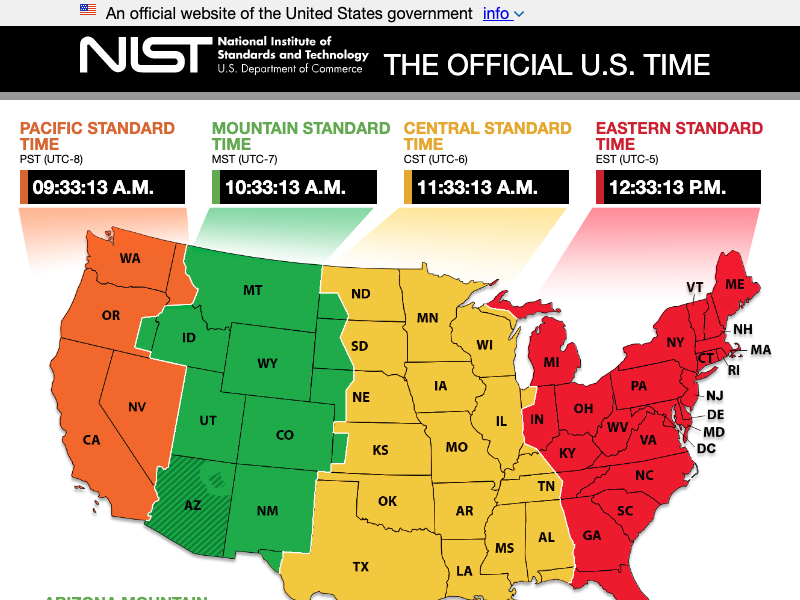 An official website of the United States government info
NIST
National Institute of
Standards and Technology
U.S. Department of Commerce
THE OFFICIAL U.S. TIME
PACIFIC STANDARD
TIME
PST (UTC-8)
09:33:13 A.M.
MOUNTAIN STANDARD
TIME
MST (UTC-7)
10:33:13 A.M.
CENTRAL STANDARD
TIME
CST (UTC-6)
11:33:13 A.M.
EASTERN STANDARD
TIME
EST (UTC-5)
12:33:13 P.M.
WA
OR
CA
NV
MT
ID
WY
UT
CO
AZ
NM
ND
SD
NE
KS
OK
TX
MN
IA
MO
AR
LA
WI
IL
MS
TN
AL
MI
IN
OH
KY
WV
VA
NC
SC
GA
PA
NY
VT
ME
NH
MA
RI
CT
NJ
DE
MD
DC
ARIZONA MOUNTAIN